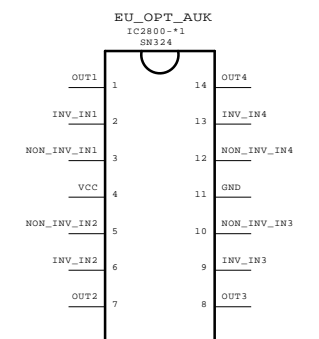 EU_OPT_AUK
IC2800-*1
SN324
OUT1 1 14 OUT4
INV_IN1 2 13 INV_IN4
NON_INV_IN1 3 12 NON_INV_IN4
VCC 4 11 GND
NON_INV_IN2 5 10 NON_INV_IN3
INV_IN2 6 9 INV_IN3
OUT2 7 8 OUT3